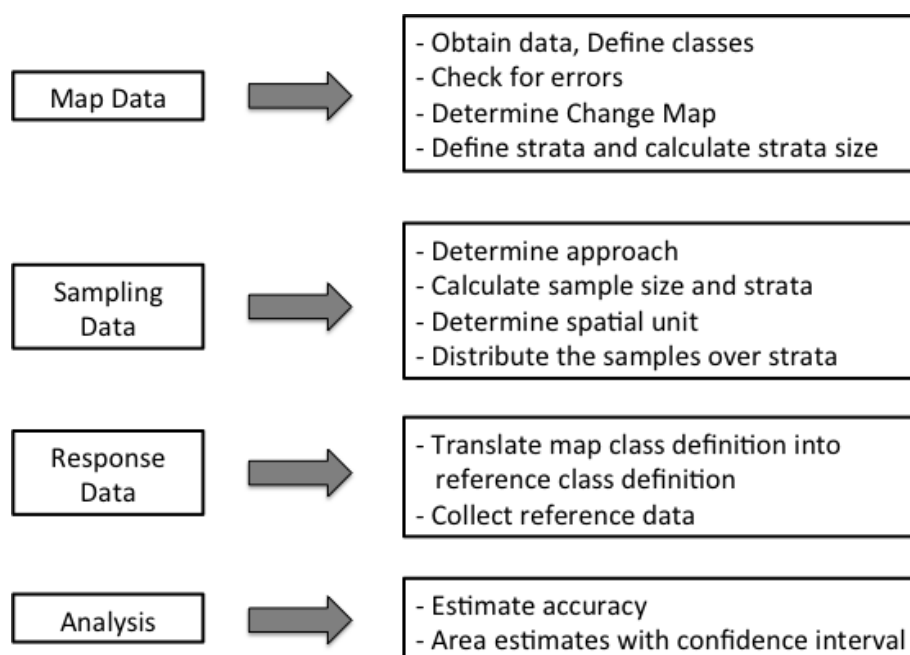 Map Data
- Obtain data, Define classes
- Check for errors
- Determine Change Map
- Define strata and calculate strata size
Sampling
Data
- Determine approach
- Calculate sample size and strata
- Determine spatial unit
- Distribute the samples over strata
Response
Data
- Translate map class definition into
reference class definition
- Collect reference data
Analysis
- Estimate accuracy
- Area estimates with confidence interval